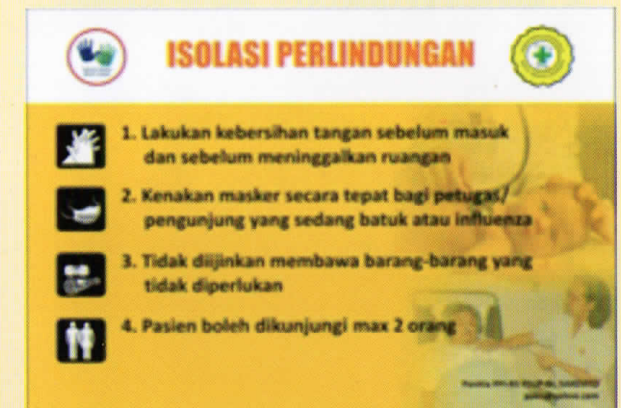 ISOLASI PERLINDUNGAN
1. Lakukan kebersihan tangan sebelum masuk
dan sebelum meninggalkan ruangan
2. Kenakan masker secara tepat bagi petugas/
pengunjung yang sedang batuk atau influenza
3. Tidak diijinkan membawa barang-barang yang
tidak diperlukan
4. Pasien boleh dikunjungi max 2 orang